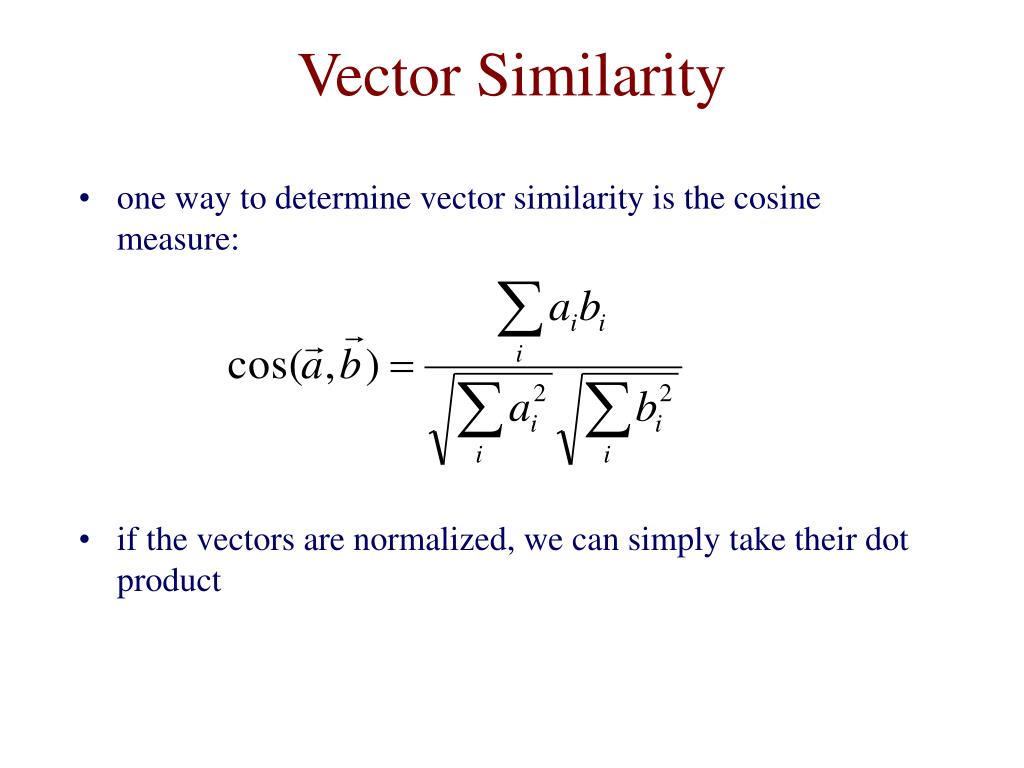 Vector Similarity
• one way to determine vector similarity is the cosine
measure:
$\cos(\vec{a},\vec{b}) = \frac{\sum_i a_i b_i}{\sqrt{\sum_i a_i^2}\sqrt{\sum_i b_i^2}}$
• if the vectors are normalized, we can simply take their dot
product